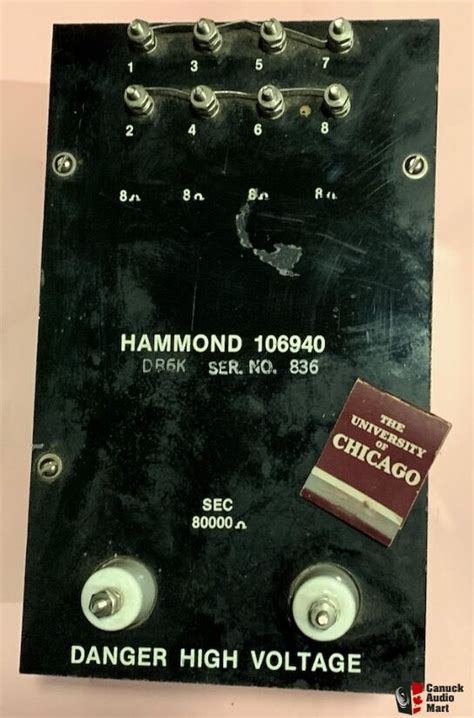 1 3 5 7
2 4 6 8
8Ω 8Ω 8Ω 8Ω
HAMMOND 106940
DR6K SER. NO. 836
THE
UNIVERSITY
OF
CHICAGO
SEC
80000Ω
DANGER HIGH VOLTAGE
Canuck
Audio
Mart